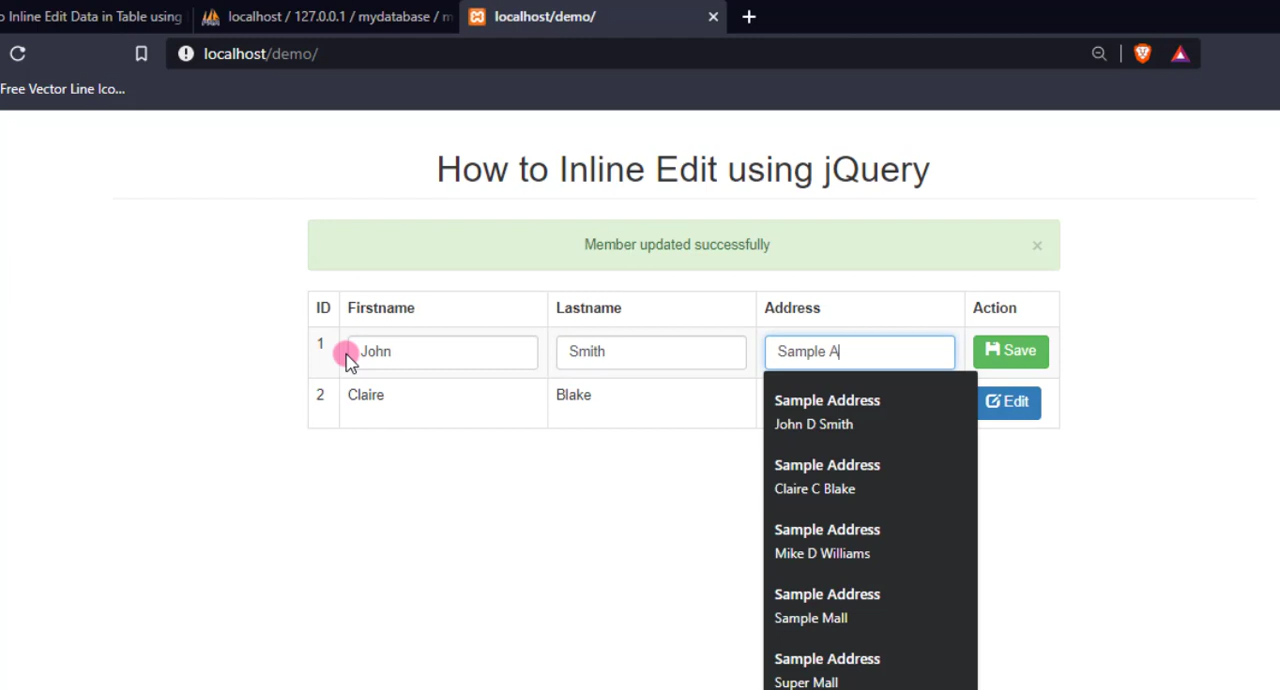 o Inline Edit Data in Table using
localhost / 127.0.0.1 / mydatabase / m
localhost/demo/
localhost/demo/
Free Vector Line Ico...
How to Inline Edit using jQuery
Member updated successfully ×
ID Firstname Lastname Address Action
1 John Smith Sample A Save
2 Claire Blake Edit
Sample Address
John D Smith
Sample Address
Claire C Blake
Sample Address
Mike D Williams
Sample Address
Sample Mall
Sample Address
Super Mall